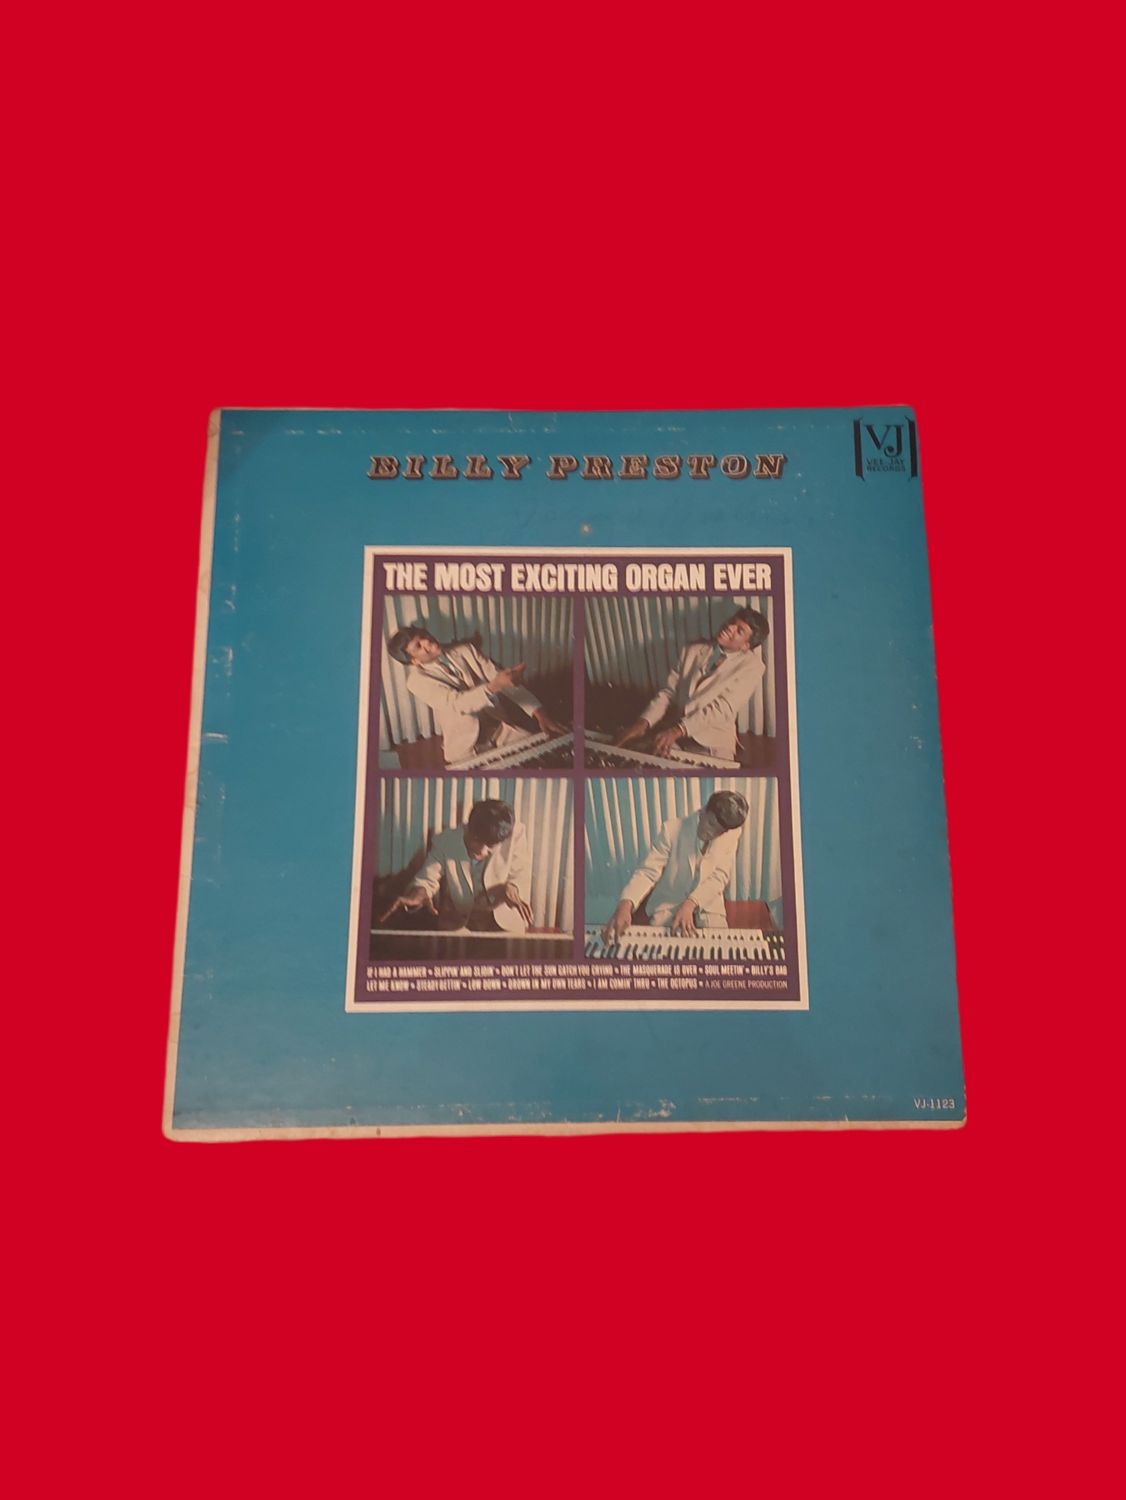 VJ
VEE-JAY
RECORDS
BILLY PRESTON
THE MOST EXCITING ORGAN EVER
IF I HAD A HAMMER • SLIPPIN' AND SLIDIN' • DON'T LET THE SUN CATCH YOU CRYING • THE MASQUERADE IS OVER • SOUL MEETIN' • BILLY'S BAG
LET ME KNOW • STEADY GETTIN' • LOW DOWN • DROWN IN MY OWN TEARS • I AM COMIN' THRU • THE OCTOPUS • A JOE GREENE PRODUCTION
VJ-1123